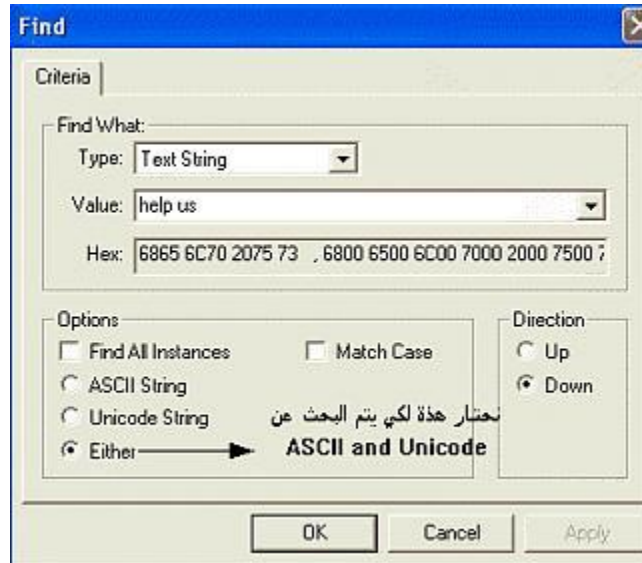 Find
Criteria
Find What:
Type: Text String
Value: help us
Hex: 6865 6C70 2075 73 , 6800 6500 6C00 7000 2000 7500 7
Options
Find All Instances
Match Case
ASCII String
Unicode String
Either
نختار هذة لكي يتم البحث عن
ASCII and Unicode
Direction
Up
Down
OK
Cancel
Apply